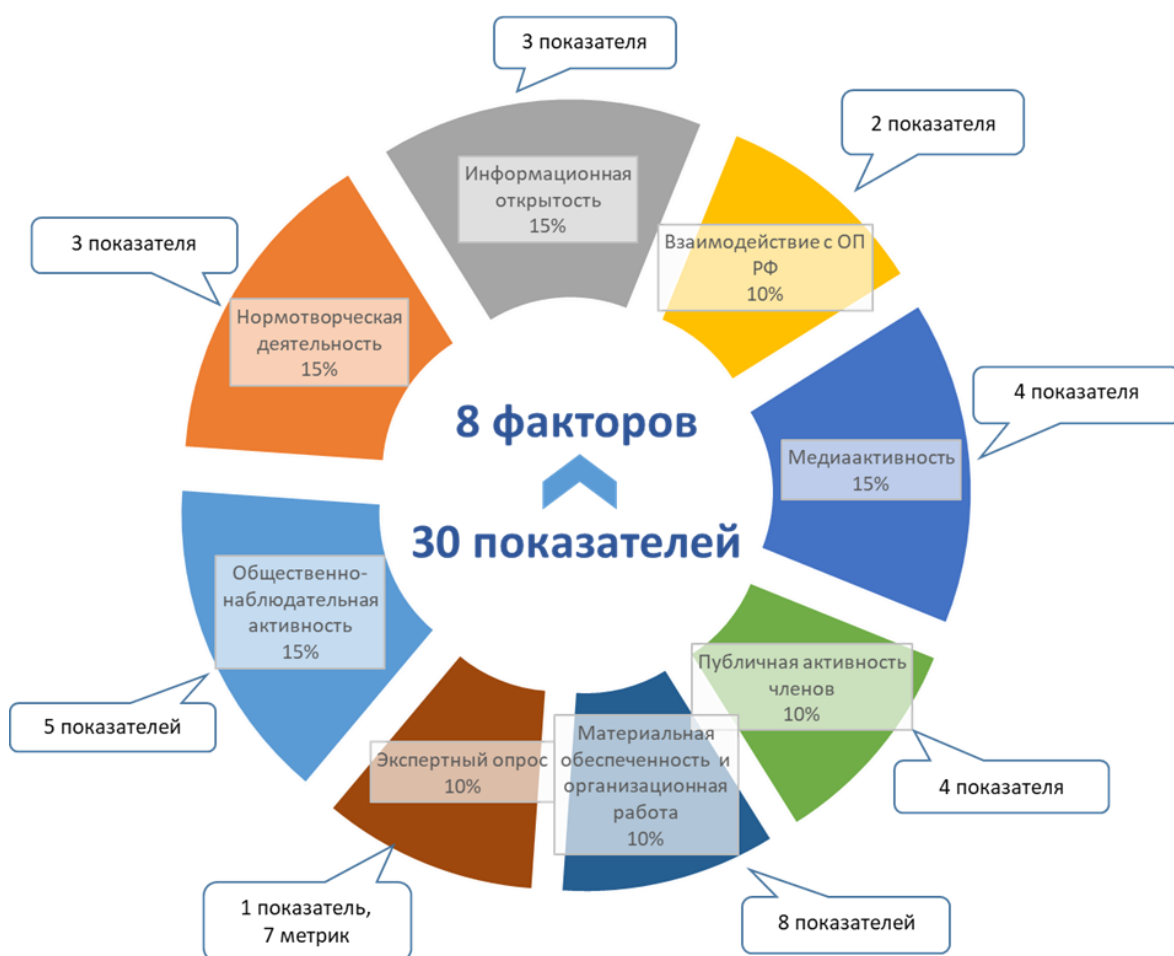 3 показателя
2 показателя
Информационная
открытость
15%
Взаимодействие с ОП
РФ
10%
3 показателя
Нормотворческая
деятельность
15%
4 показателя
Медиаактивность
15%
8 факторов
30 показателей
Общественно-
наблюдательная
активность
15%
Публичная активность
членов
10%
5 показателей
Экспертный опрос
10%
Материальная
обеченность и
организационная
работа
10%
4 показателя
1 показатель,
7 метрик
8 показателей